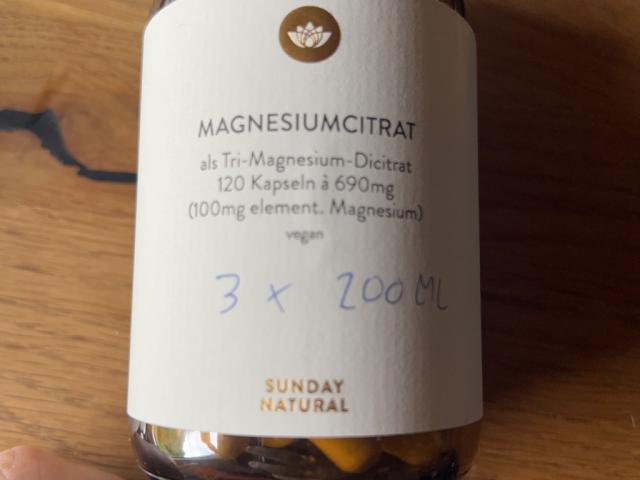 MAGNESIUMCITRAT
als Tri-Magnesium-Dicitrat
120 Kapseln à 690mg
(100mg element. Magnesium)
vegan
3 x 200 ML
SUNDAY
NATURAL